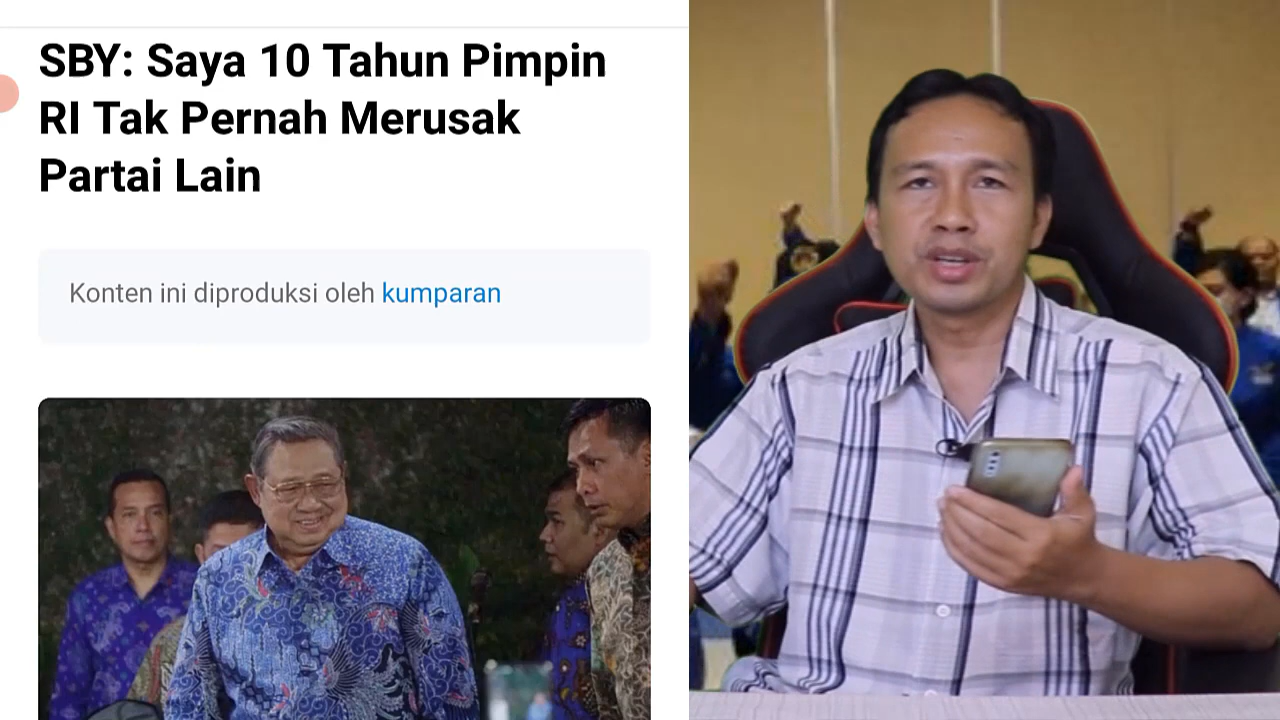 SBY: Saya 10 Tahun Pimpin
RI Tak Pernah Merusak
Partai Lain
Konten ini diproduksi oleh kumparan